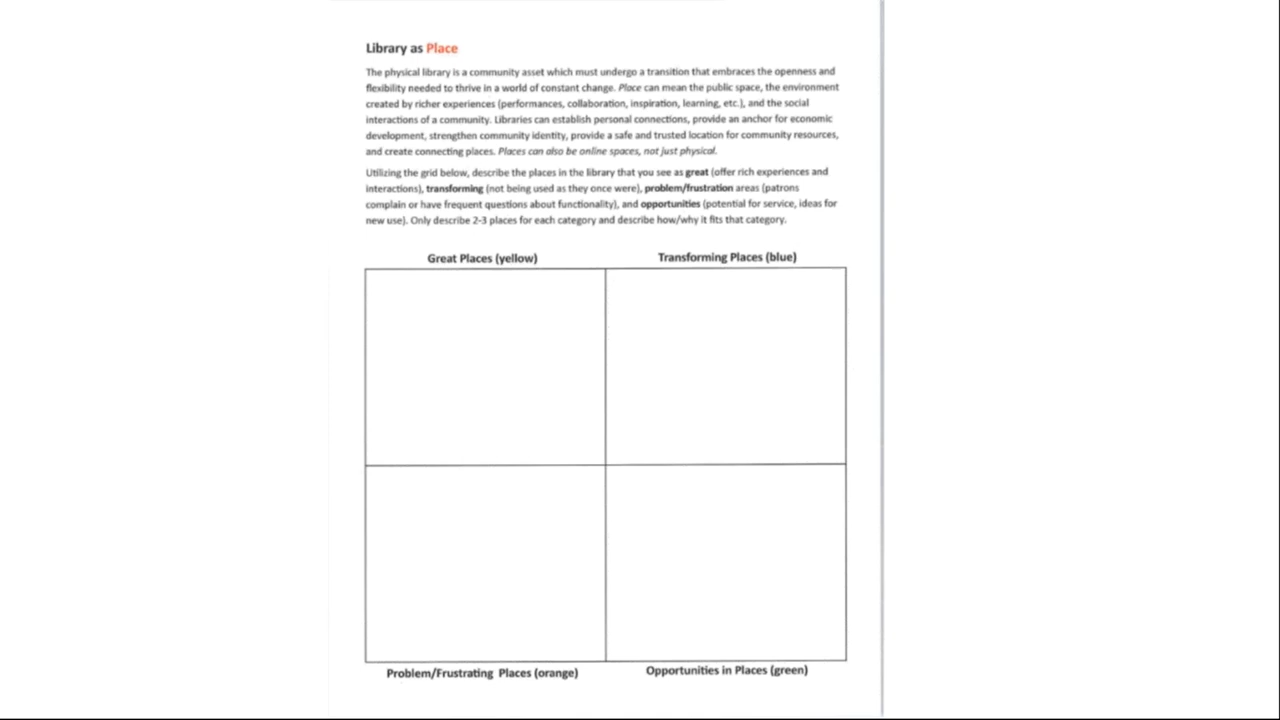 Library as Place
The physical library is a community asset which must undergo a transition that embraces the openness and
flexibility needed to thrive in a world of constant change. Place can mean the public space, the environment
created by richer experiences (performances, collaboration, inspiration, learning, etc.), and the social
interactions of a community. Libraries can establish personal connections, provide an anchor for economic
development, strengthen community identity, provide a safe and trusted location for community resources,
and create connecting places. Places can also be online spaces, not just physical.
Utilizing the grid below, describe the places in the library that you see as great (offer rich experiences and
interactions), transforming (not being used as they once were), problem/frustration areas (patrons
complain or have frequent questions about functionality), and opportunities (potential for service, ideas for
new use). Only describe 2-3 places for each category and describe how/why it fits that category.
Great Places (yellow)
Transforming Places (blue)
Problem/Frustrating Places (orange)
Opportunities in Places (green)